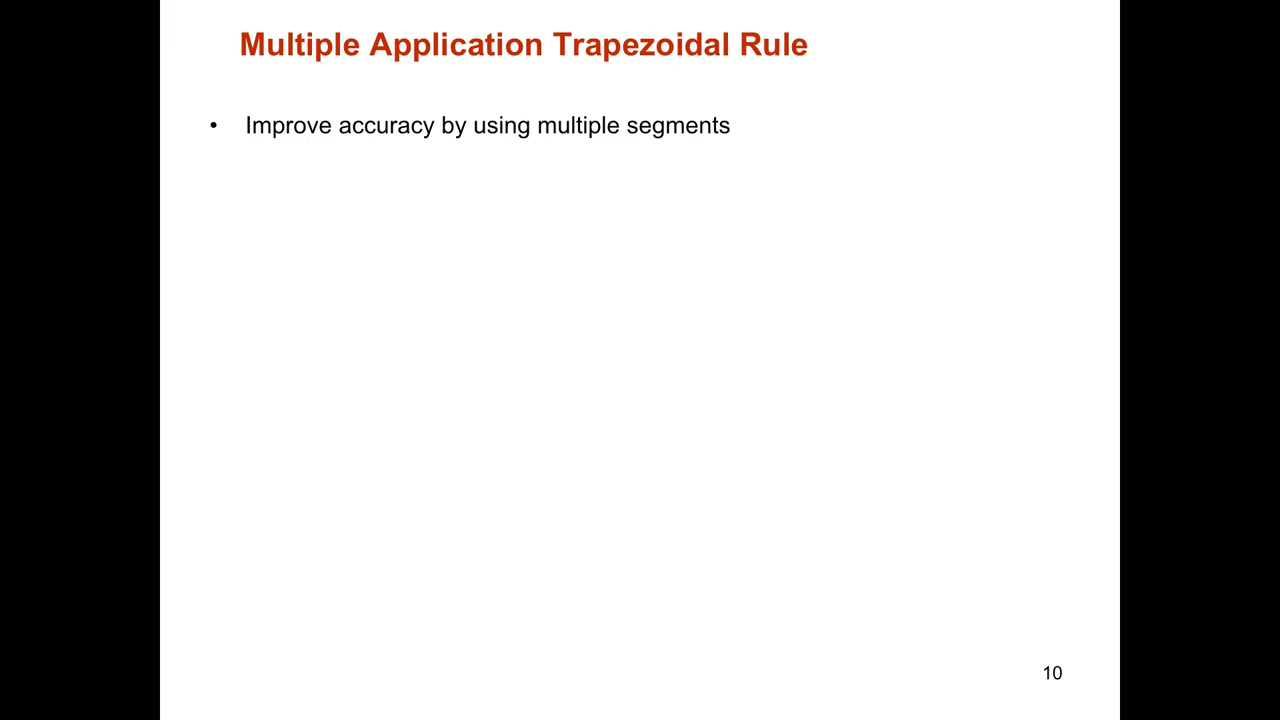 Multiple Application Trapezoidal Rule
• Improve accuracy by using multiple segments
10